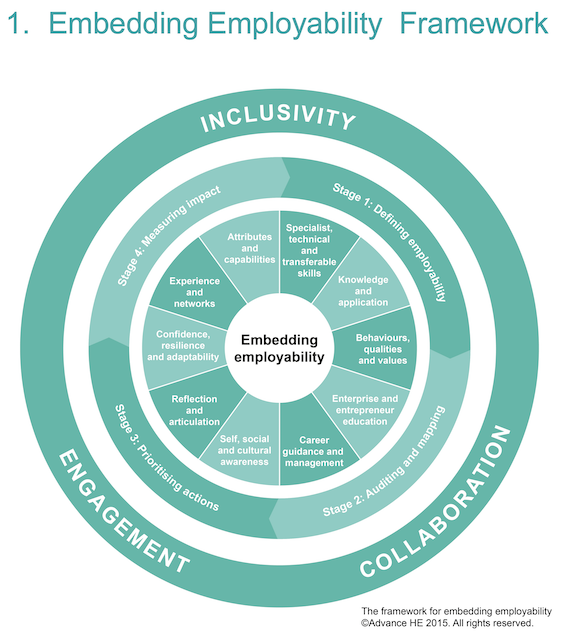 1.  Embedding Employability  Framework
INCLUSIVITY
COLLABORATION
ENGAGEMENT
Stage 1: Defining employability
Stage 2: Auditing and mapping
Stage 3: Prioritising actions
Stage 4: Measuring impact
Specialist,
technical
and
transferable
skills
Knowledge
and
application
Behaviours,
qualities
and values
Enterprise and
entrepreneur
education
Career
guidance and
management
Self, social
and cultural
awareness
Reflection
and
articulation
Confidence,
resilience
and adaptability
Experience
and
networks
Attributes
and
capabilities
Embedding
employability
The framework for embedding employability
©Advance HE 2015. All rights reserved.